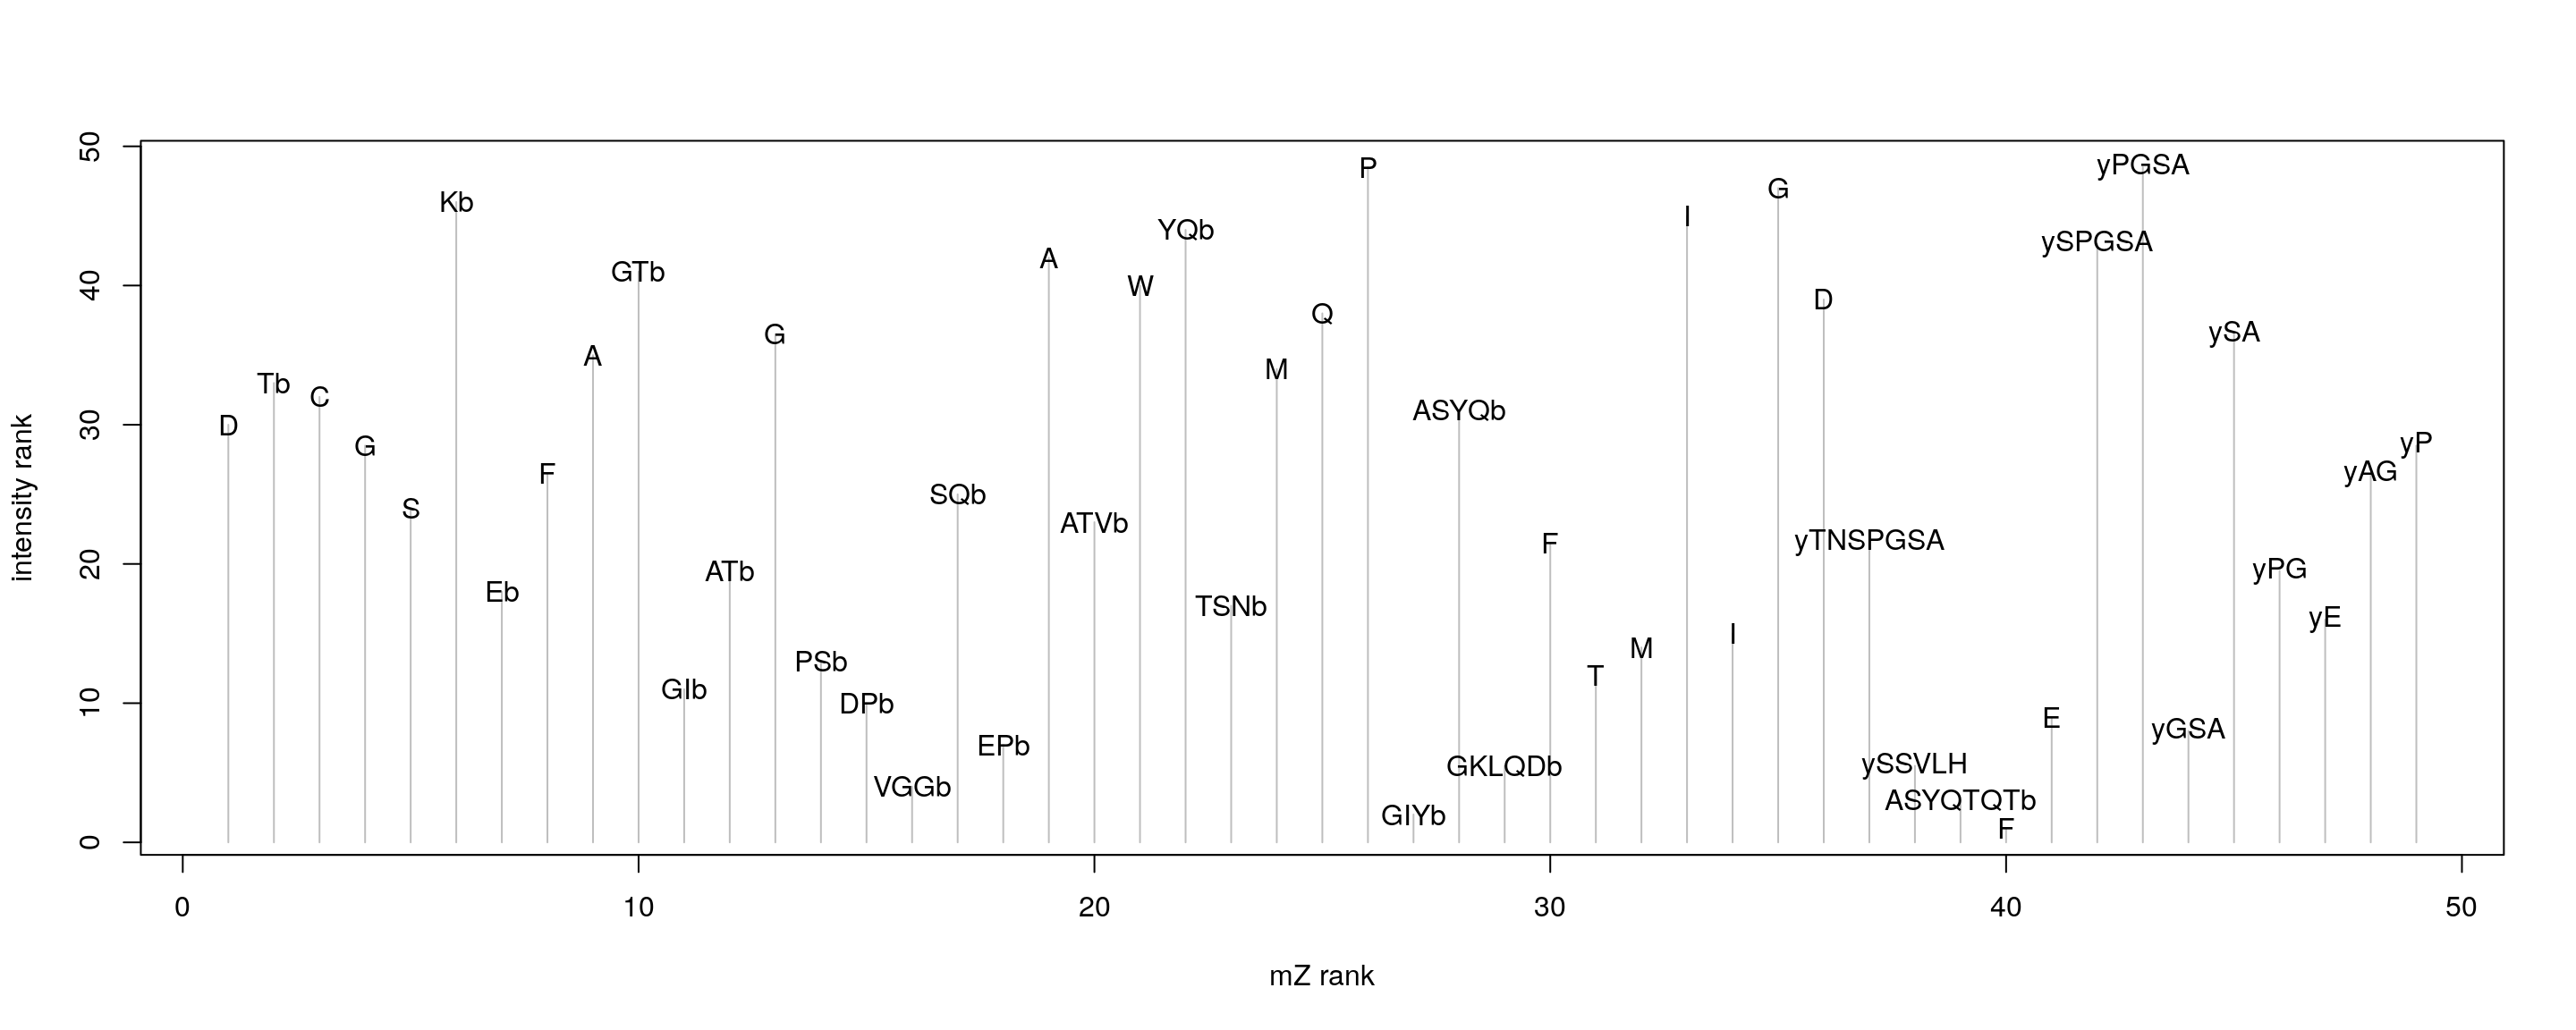 50
40
30
20
10
0
intensity rank
D
Tb
C
G
S
Kb
Eb
F
A
GTb
GIb
ATb
G
PSb
DPb
VGGb
SQb
EPb
A
ATVb
W
YQb
TSNb
M
Q
P
GIYb
ASYQb
GKLQDb
F
T
M
I
I
G
D
yTNSPGSA
ySSVLH
ASYQTQTb
F
E
ySPGSA
yPGSA
yGSA
ySA
yPG
yE
yAG
yP
0 10 20 30 40 50
mZ rank